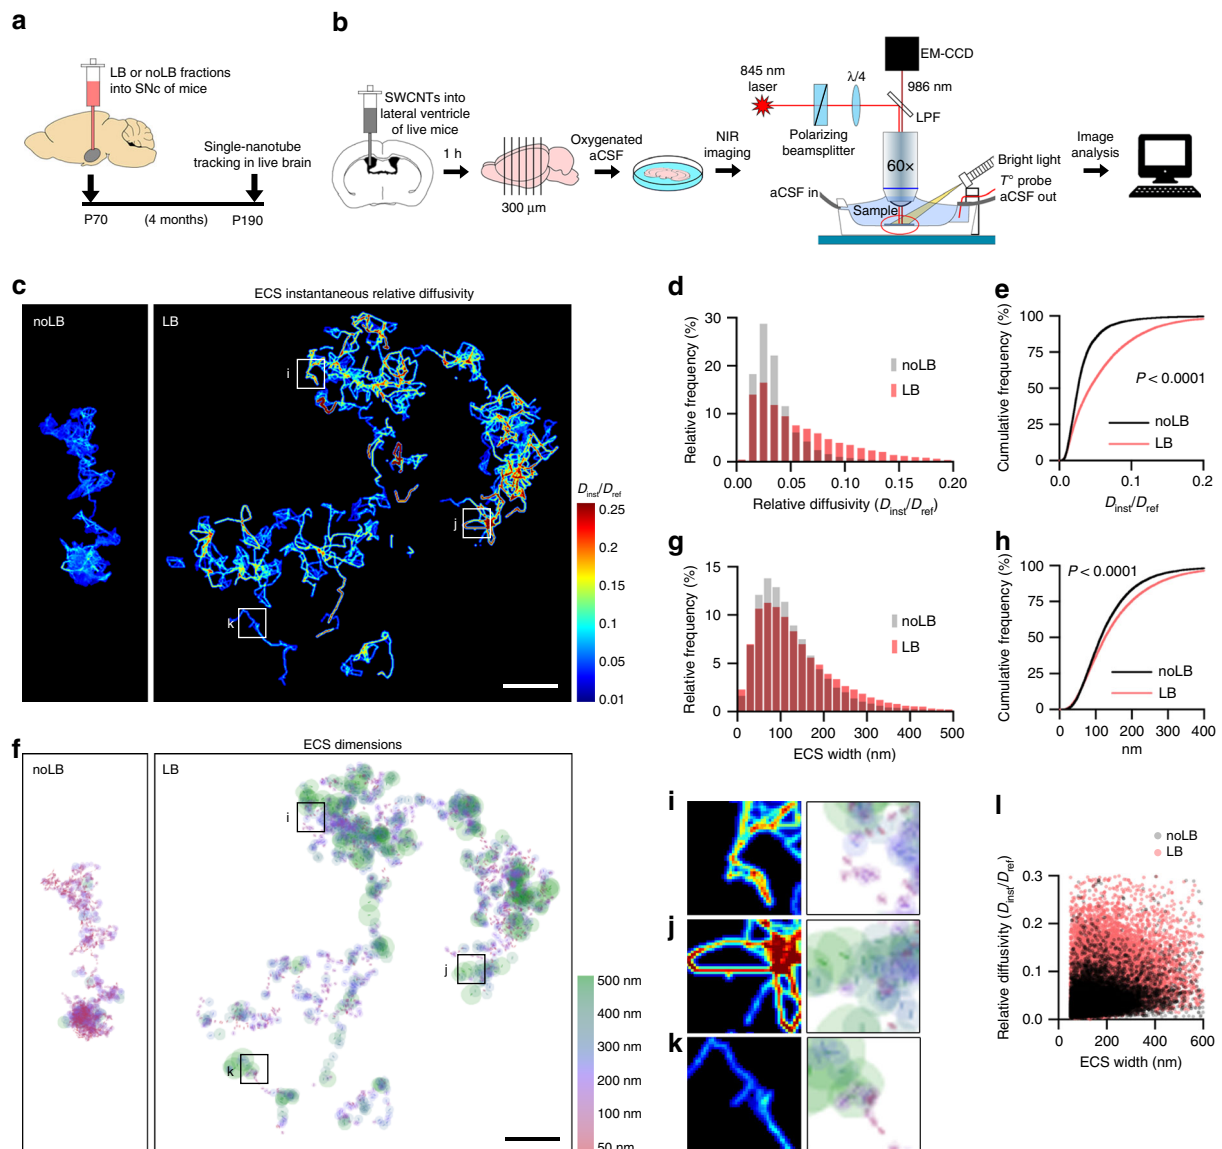 a
LB or noLB fractions
into SNc of mice
Single-nanotube
tracking in live brain
P70
(4 months)
P190
b
SWCNTs into
lateral ventricle
of live mice
1 h
300 µm
Oxygenated
aCSF
NIR
imaging
845 nm
laser
λ/4
Polarizing
beamsplitter
EM-CCD
986 nm
LPF
60×
aCSF in
Sample
Bright light
T° probe
aCSF out
Image
analysis
c
ECS instantaneous relative diffusivity
noLB
LB
i
j
k
Dinst/Dref
0.25
0.2
0.15
0.1
0.05
0.01
d
Relative frequency (%)
30
20
10
0
noLB
LB
0.00
0.05
0.10
0.15
0.20
Relative diffusivity (Dinst/Dref)
e
Cumulative frequency (%)
100
75
50
25
0
P < 0.0001
noLB
LB
0.0
0.1
0.2
Dinst/Dref
f
ECS dimensions
noLB
LB
i
j
k
500 nm
400 nm
300 nm
200 nm
100 nm
50 nm
g
Relative frequency (%)
15
10
5
0
noLB
LB
0
100
200
300
400
500
ECS width (nm)
h
Cumulative frequency (%)
100
75
50
25
0
P < 0.0001
noLB
LB
0
100
200
300
400
nm
i
j
k
l
noLB
LB
Relative diffusivity (Dinst/Dref)
0.3
0.2
0.1
0.0
0
200
400
600
ECS width (nm)